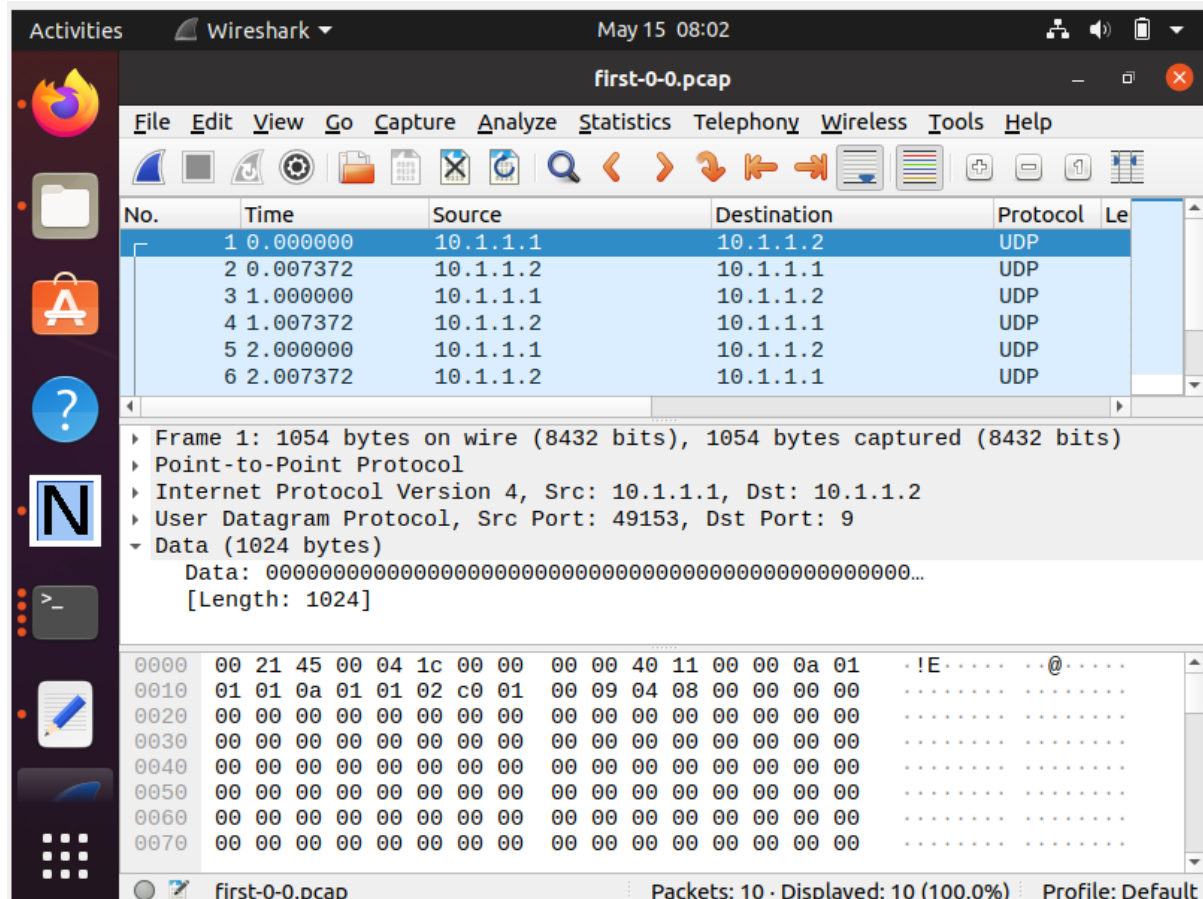 Activities Wireshark May 15 08:02
first-0-0.pcap
File Edit View Go Capture Analyze Statistics Telephony Wireless Tools Help
No. Time Source Destination Protocol Le
1 0.000000 10.1.1.1 10.1.1.2 UDP
2 0.007372 10.1.1.2 10.1.1.1 UDP
3 1.000000 10.1.1.1 10.1.1.2 UDP
4 1.007372 10.1.1.2 10.1.1.1 UDP
5 2.000000 10.1.1.1 10.1.1.2 UDP
6 2.007372 10.1.1.2 10.1.1.1 UDP
Frame 1: 1054 bytes on wire (8432 bits), 1054 bytes captured (8432 bits)
Point-to-Point Protocol
Internet Protocol Version 4, Src: 10.1.1.1, Dst: 10.1.1.2
User Datagram Protocol, Src Port: 49153, Dst Port: 9
Data (1024 bytes)
Data: 00000000000000000000000000000000000000000000…
[Length: 1024]
0000 00 21 45 00 04 1c 00 00 00 00 40 11 00 00 0a 01 ·!E····· ··@·····
0010 01 01 0a 01 01 02 c0 01 00 09 04 08 00 00 00 00 ········ ········
0020 00 00 00 00 00 00 00 00 00 00 00 00 00 00 00 00 ········ ········
0030 00 00 00 00 00 00 00 00 00 00 00 00 00 00 00 00 ········ ········
0040 00 00 00 00 00 00 00 00 00 00 00 00 00 00 00 00 ········ ········
0050 00 00 00 00 00 00 00 00 00 00 00 00 00 00 00 00 ········ ········
0060 00 00 00 00 00 00 00 00 00 00 00 00 00 00 00 00 ········ ········
0070 00 00 00 00 00 00 00 00 00 00 00 00 00 00 00 00 ········ ········
first-0-0.pcap Packets: 10 · Displayed: 10 (100.0%) Profile: Default